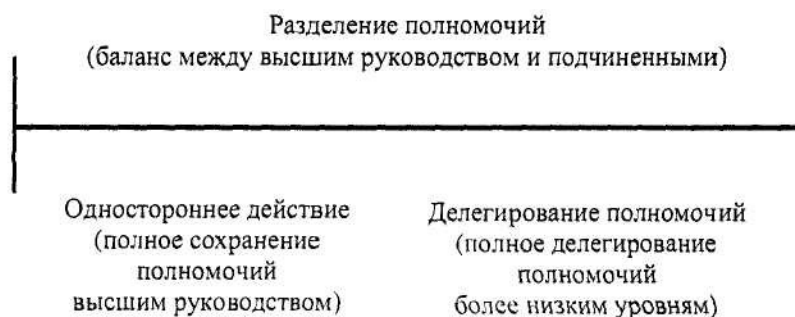 Разделение полномочий
(баланс между высшим руководством и подчиненными)
Одностороннее действие
(полное сохранение
полномочий
высшим руководством)
Делегирование полномочий
(полное делегирование
полномочий
более низким уровням)